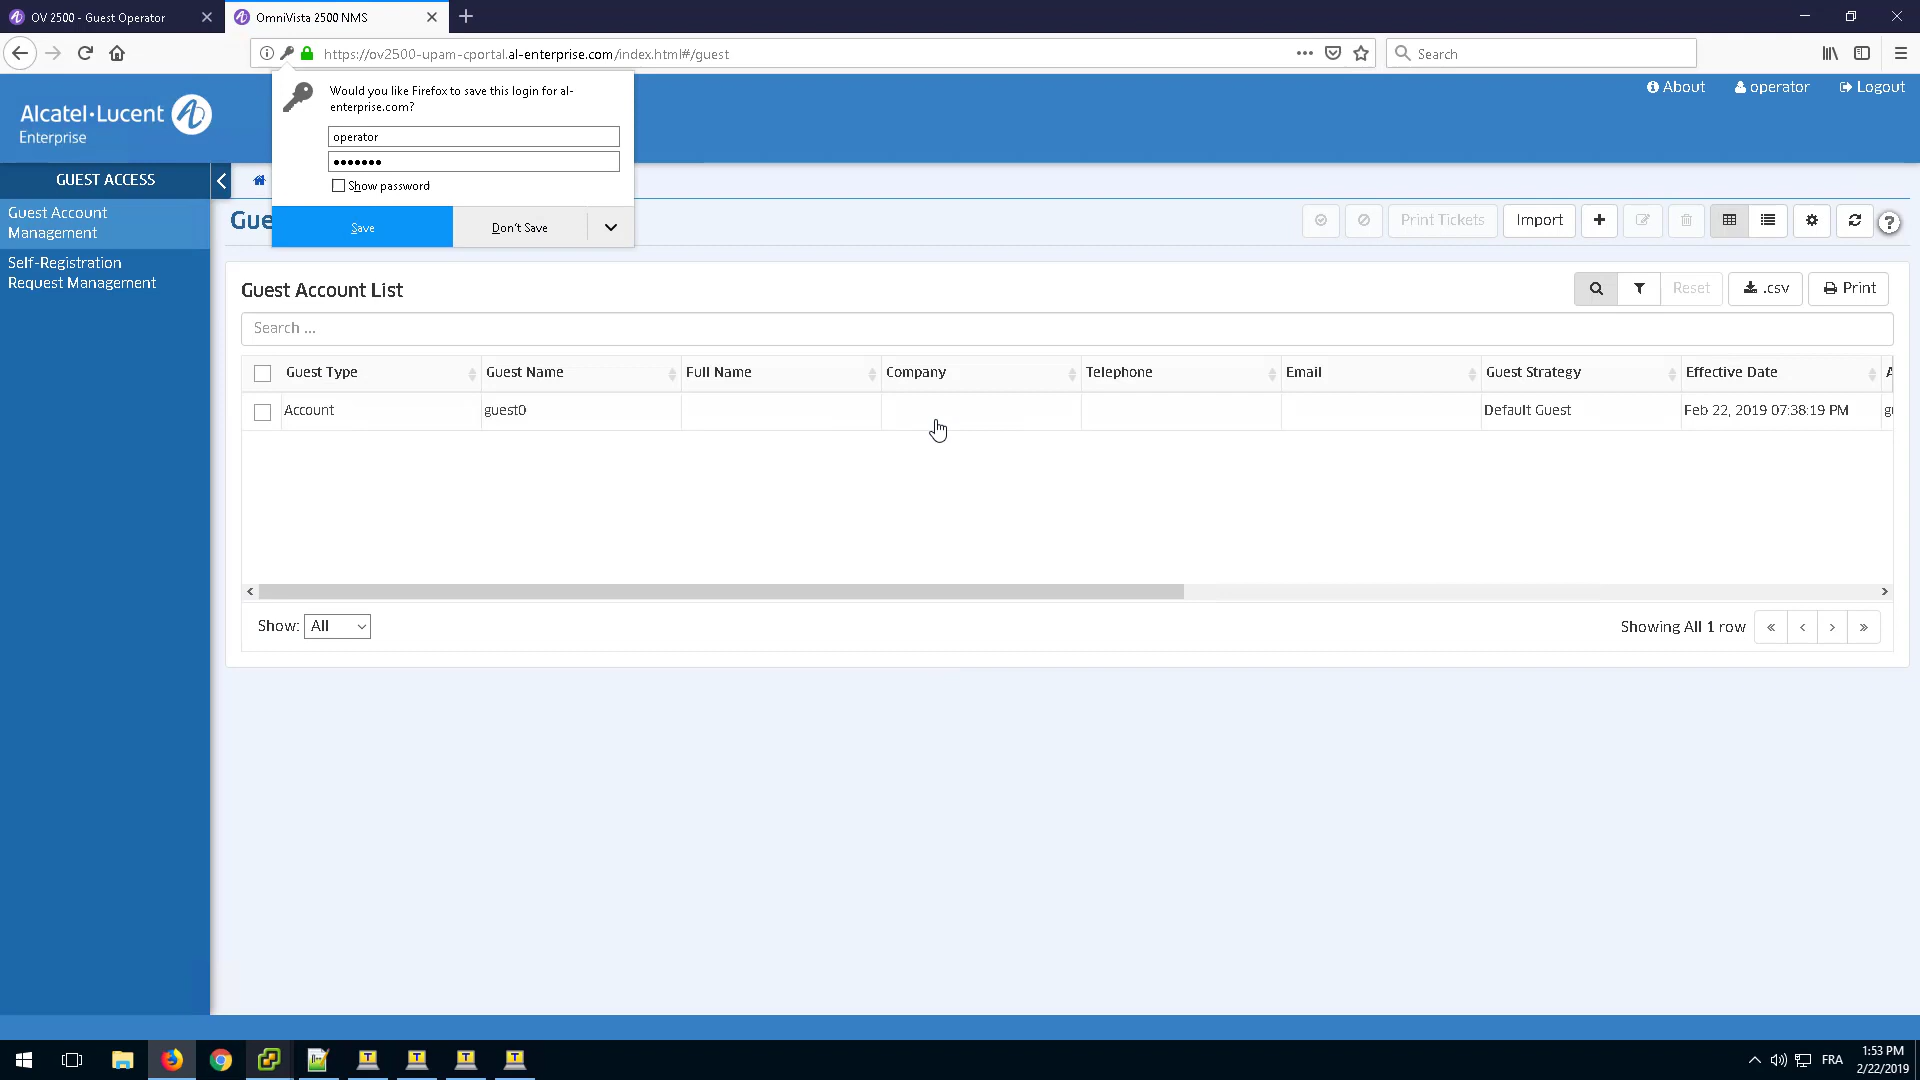 OV 2500 - Guest Operator
OmniVista 2500 NMS
https://ov2500-upam-cportal.al-enterprise.com/index.html#/guest
Search
Would you like Firefox to save this login for al-
enterprise.com?
operator
Show password
Save
Don't Save
Alcatel·Lucent
Enterprise
About
operator
Logout
GUEST ACCESS
Guest Account
Management
Self-Registration
Request Management
Gue
Print Tickets
Import
Guest Account List
Reset
.csv
Print
Search ...
Guest Type
Guest Name
Full Name
Company
Telephone
Email
Guest Strategy
Effective Date
A
Account
guest0
Default Guest
Feb 22, 2019 07:38:19 PM
Show:
All
Showing All 1 row
FRA
1:53 PM
2/22/2019